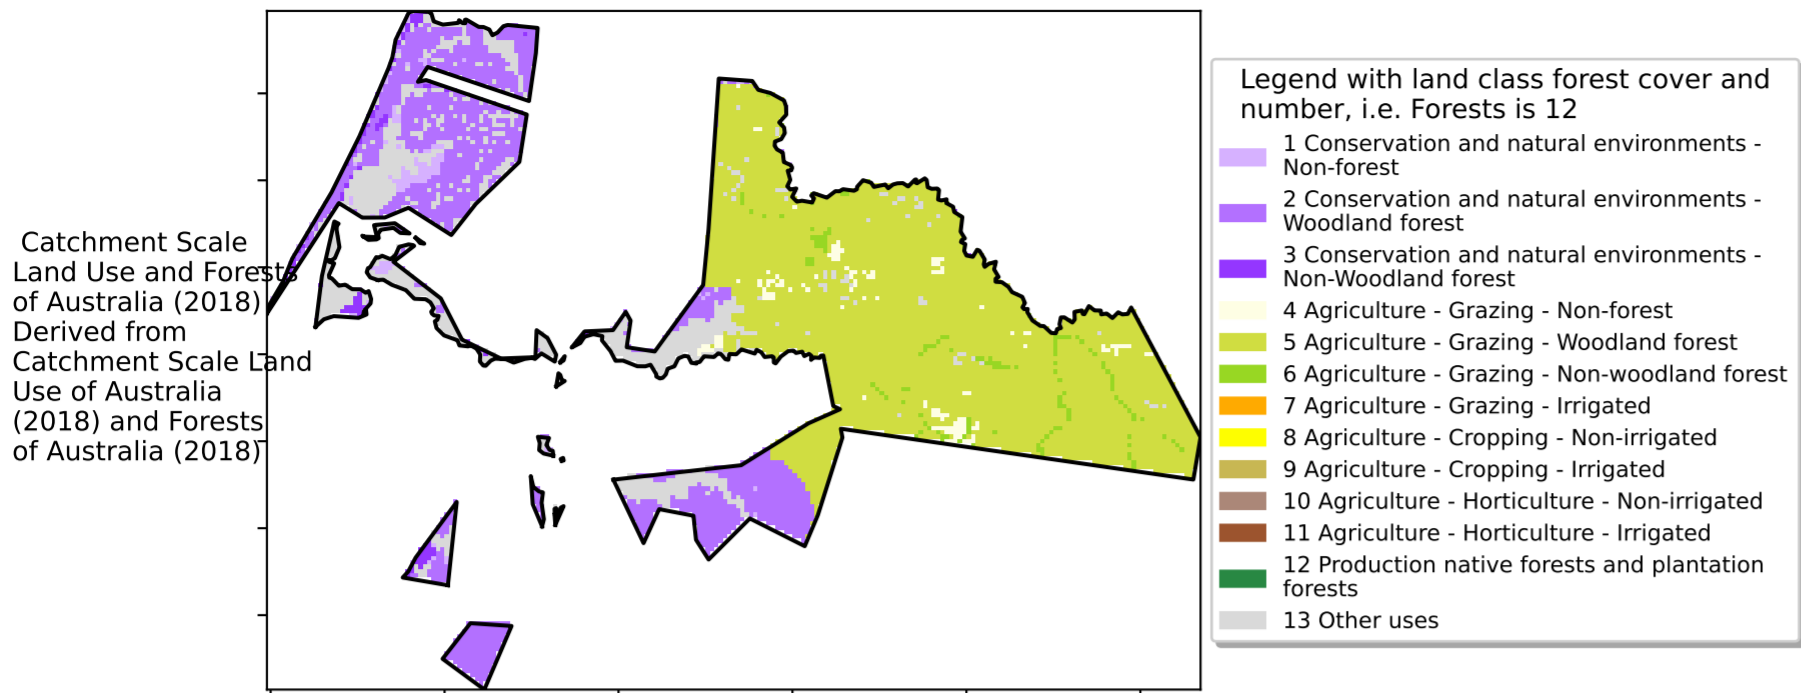 Catchment Scale
Land Use and Forests
of Australia (2018)
Derived from
Catchment Scale Land
Use of Australia
(2018) and Forests
of Australia (2018)
Legend with land class forest cover and
number, i.e. Forests is 12
1 Conservation and natural environments -
Non-forest
2 Conservation and natural environments -
Woodland forest
3 Conservation and natural environments -
Non-Woodland forest
4 Agriculture - Grazing - Non-forest
5 Agriculture - Grazing - Woodland forest
6 Agriculture - Grazing - Non-woodland forest
7 Agriculture - Grazing - Irrigated
8 Agriculture - Cropping - Non-irrigated
9 Agriculture - Cropping - Irrigated
10 Agriculture - Horticulture - Non-irrigated
11 Agriculture - Horticulture - Irrigated
12 Production native forests and plantation
forests
13 Other uses